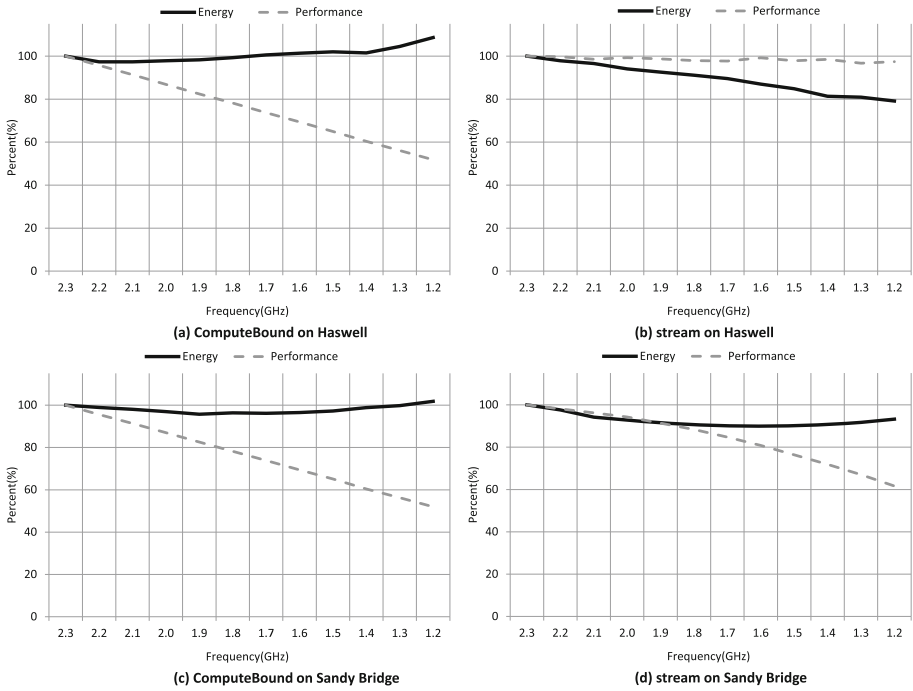 Energy Performance
Percent(%)
100
80
60
40
20
0
2.3 2.2 2.1 2.0 1.9 1.8 1.7 1.6 1.5 1.4 1.3 1.2
Frequency(GHz)
(a) ComputeBound on Haswell
Energy Performance
Percent(%)
100
80
60
40
20
0
2.3 2.2 2.1 2.0 1.9 1.8 1.7 1.6 1.5 1.4 1.3 1.2
Frequency(GHz)
(b) stream on Haswell
Energy Performance
Percent(%)
100
80
60
40
20
0
2.3 2.2 2.1 2.0 1.9 1.8 1.7 1.6 1.5 1.4 1.3 1.2
Frequency(GHz)
(c) ComputeBound on Sandy Bridge
Energy Performance
Percent(%)
100
80
60
40
20
0
2.3 2.2 2.1 2.0 1.9 1.8 1.7 1.6 1.5 1.4 1.3 1.2
Frequency(GHz)
(d) stream on Sandy Bridge